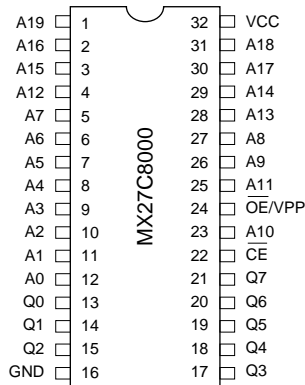 A19 1 32 VCC
A16 2 31 A18
A15 3 30 A17
A12 4 29 A14
A7 5 28 A13
A6 6 27 A8
A5 7 26 A9
A4 8 25 A11
A3 9 24 OE/VPP
A2 10 23 A10
A1 11 22 CE
A0 12 21 Q7
Q0 13 20 Q6
Q1 14 19 Q5
Q2 15 18 Q4
GND 16 17 Q3
MX27C8000